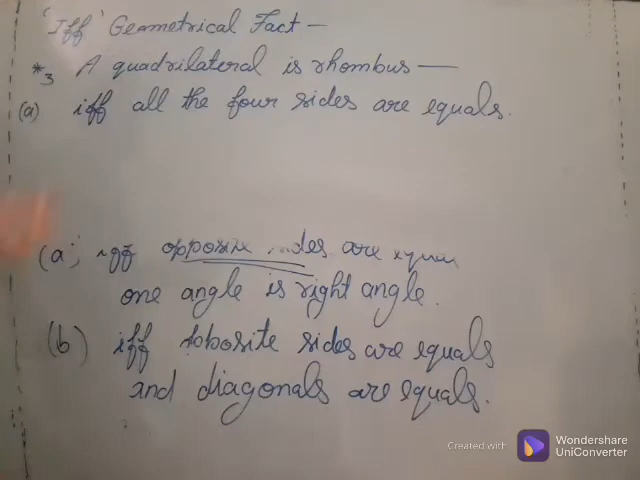 'Iff' Geometrical Fact —
*3 A quadrilateral is rhombus —
(a) iff all the four sides are equals.
(a) iff opposite sides are equal
one angle is right angle.
(b) iff opposite sides are equals
and diagonals are equals.
Created with Wondershare
UniConverter